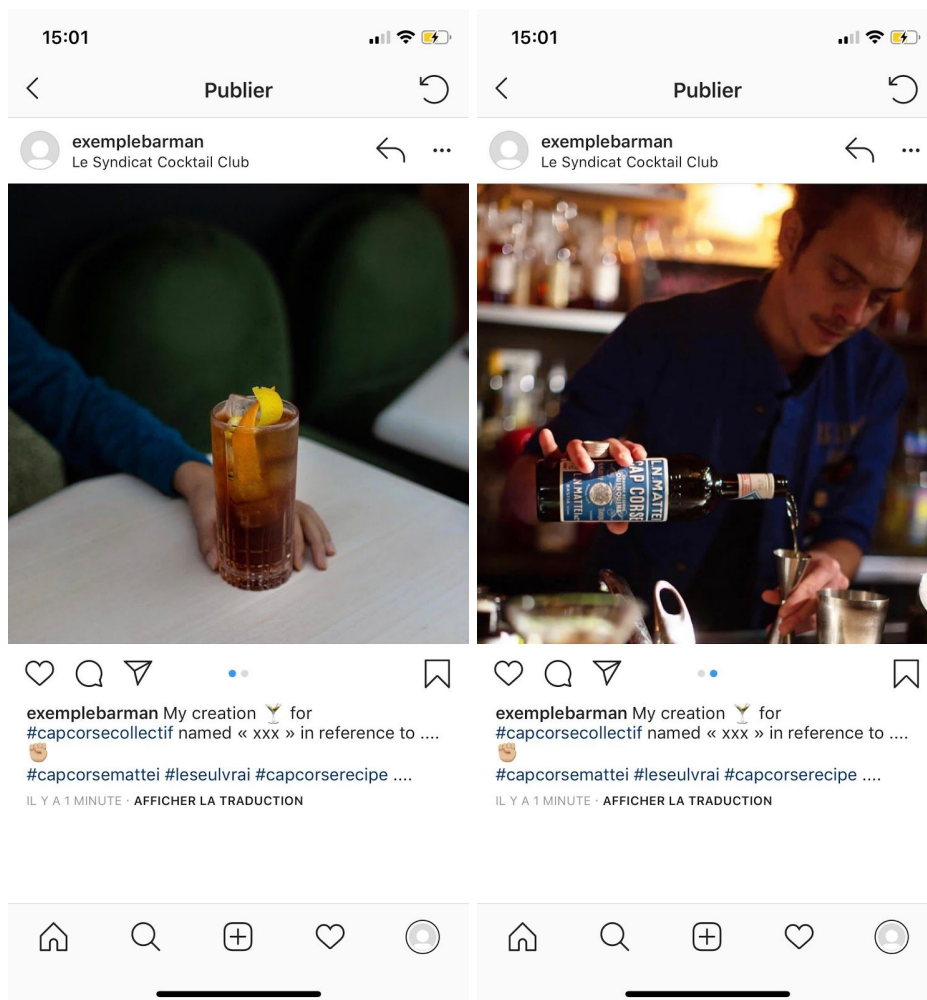 15:01
Publier
exemplebarman
Le Syndicat Cocktail Club
exemplebarman My creation 🍸 for
#capcorsecollectif named « xxx » in reference to ....
✊🏼
#capcorsemattei #leseulvrai #capcorserecipe ....
IL Y A 1 MINUTE · AFFICHER LA TRADUCTION
15:01
Publier
exemplebarman
Le Syndicat Cocktail Club
L.N.MATTEI
CAP CORSE
QUINQUINA
L.N.MATTEI
exemplebarman My creation 🍸 for
#capcorsecollectif named « xxx » in reference to ....
✊🏼
#capcorsemattei #leseulvrai #capcorserecipe ....
IL Y A 1 MINUTE · AFFICHER LA TRADUCTION